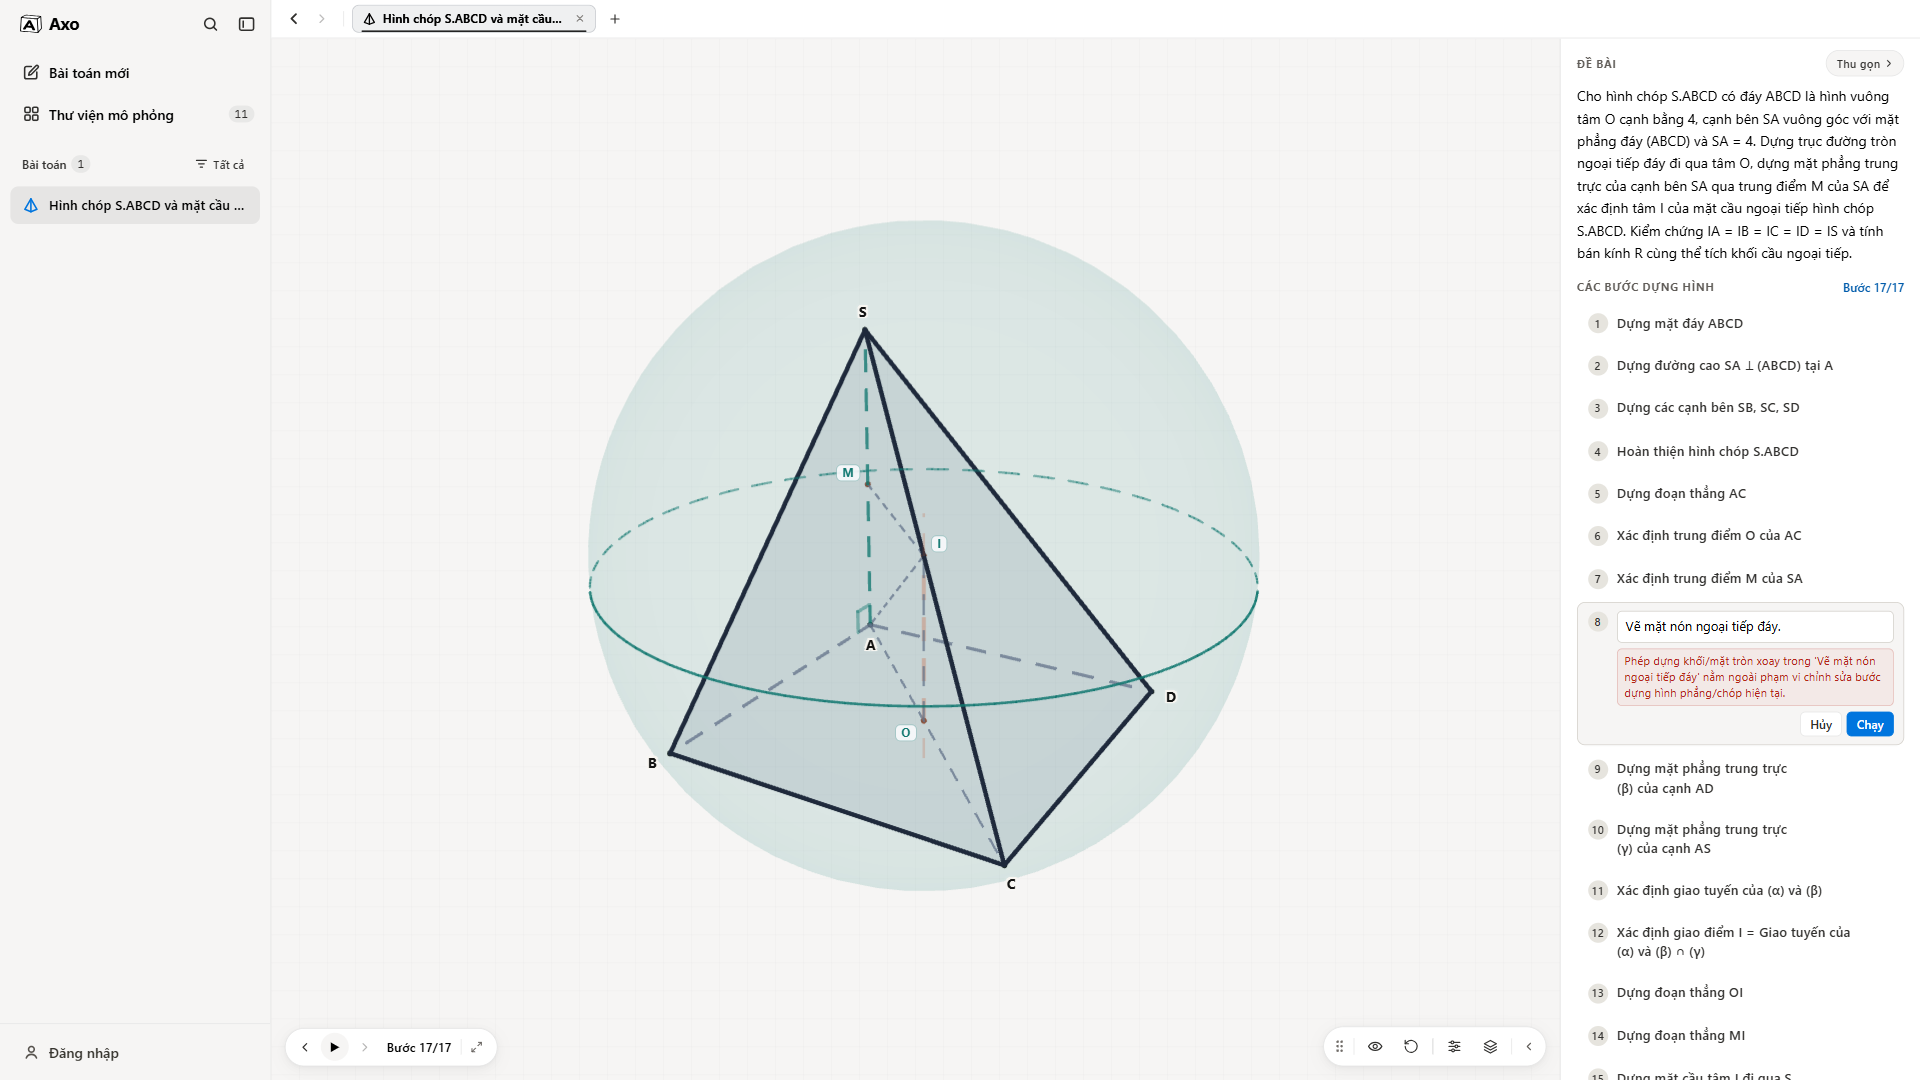 Axo
Bài toán mới
Thư viện mô phỏng 11
Bài toán 1 Tất cả
Hình chóp S.ABCD và mặt cầu ...
Đăng nhập
Hình chóp S.ABCD và mặt cầu...
S
M
I
A
D
O
B
C
Bước 17/17
ĐỀ BÀI
Thu gọn
Cho hình chóp S.ABCD có đáy ABCD là hình vuông
tâm O cạnh bằng 4, cạnh bên SA vuông góc với mặt
phẳng đáy (ABCD) và SA = 4. Dựng trục đường tròn
ngoại tiếp đáy đi qua tâm O, dựng mặt phẳng trung
trực của cạnh bên SA qua trung điểm M của SA để
xác định tâm I của mặt cầu ngoại tiếp hình chóp
S.ABCD. Kiểm chứng IA = IB = IC = ID = IS và tính
bán kính R cùng thể tích khối cầu ngoại tiếp.
CÁC BƯỚC DỰNG HÌNH
Bước 17/17
1 Dựng mặt đáy ABCD
2 Dựng đường cao SA ⊥ (ABCD) tại A
3 Dựng các cạnh bên SB, SC, SD
4 Hoàn thiện hình chóp S.ABCD
5 Dựng đoạn thẳng AC
6 Xác định trung điểm O của AC
7 Xác định trung điểm M của SA
8 Vẽ mặt nón ngoại tiếp đáy.
Phép dựng khối/mặt tròn xoay trong 'Vẽ mặt nón
ngoại tiếp đáy' nằm ngoài phạm vi chỉnh sửa bước
dựng hình phẳng/chóp hiện tại.
Hủy Chạy
9 Dựng mặt phẳng trung trực
(β) của cạnh AD
10 Dựng mặt phẳng trung trực
(γ) của cạnh AS
11 Xác định giao tuyến của (α) và (β)
12 Xác định giao điểm I = Giao tuyến của
(α) và (β) ∩ (γ)
13 Dựng đoạn thẳng OI
14 Dựng đoạn thẳng MI
15 Dựng mặt cầu tâm I đi qua S